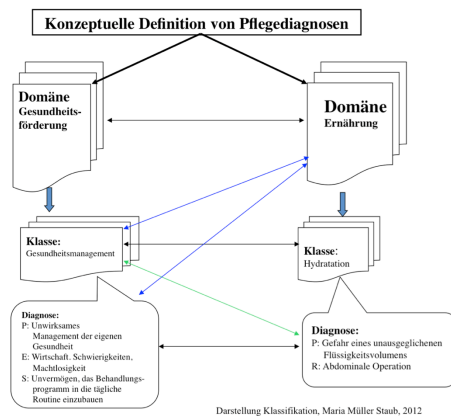 Konzeptuelle Definition von Pflegediagnosen
Domäne
Gesundheits-
förderung
Domäne
Ernährung
Klasse:
Gesundheitsmanagement
Klasse:
Hydratation
Diagnose:
P: Unwirksames
Management der eigenen
Gesundheit
E: Wirtschaft. Schwierigkeiten,
Machtlosigkeit
S: Unvermögen, das Behandlungs-
programm in die tägliche
Routine einzubauen
Diagnose:
P: Gefahr eines unausgeglichenen
Flüssigkeitsvolumens
R: Abdominale Operation
Darstellung Klassifikation, Maria Müller Staub, 2012